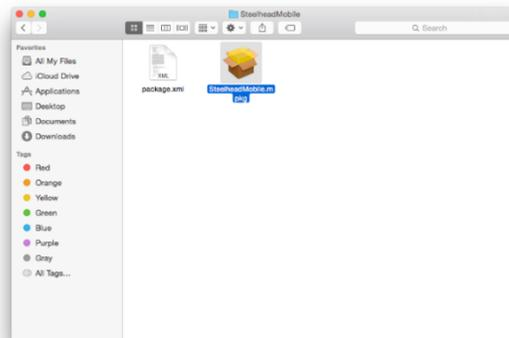 SteelheadMobile
Search
Favorites
All My Files
iCloud Drive
Applications
Desktop
Documents
Downloads
Tags
Red
Orange
Yellow
Green
Blue
Purple
Gray
All Tags...
XML
package.xml
SteelheadMobile.m
pkg